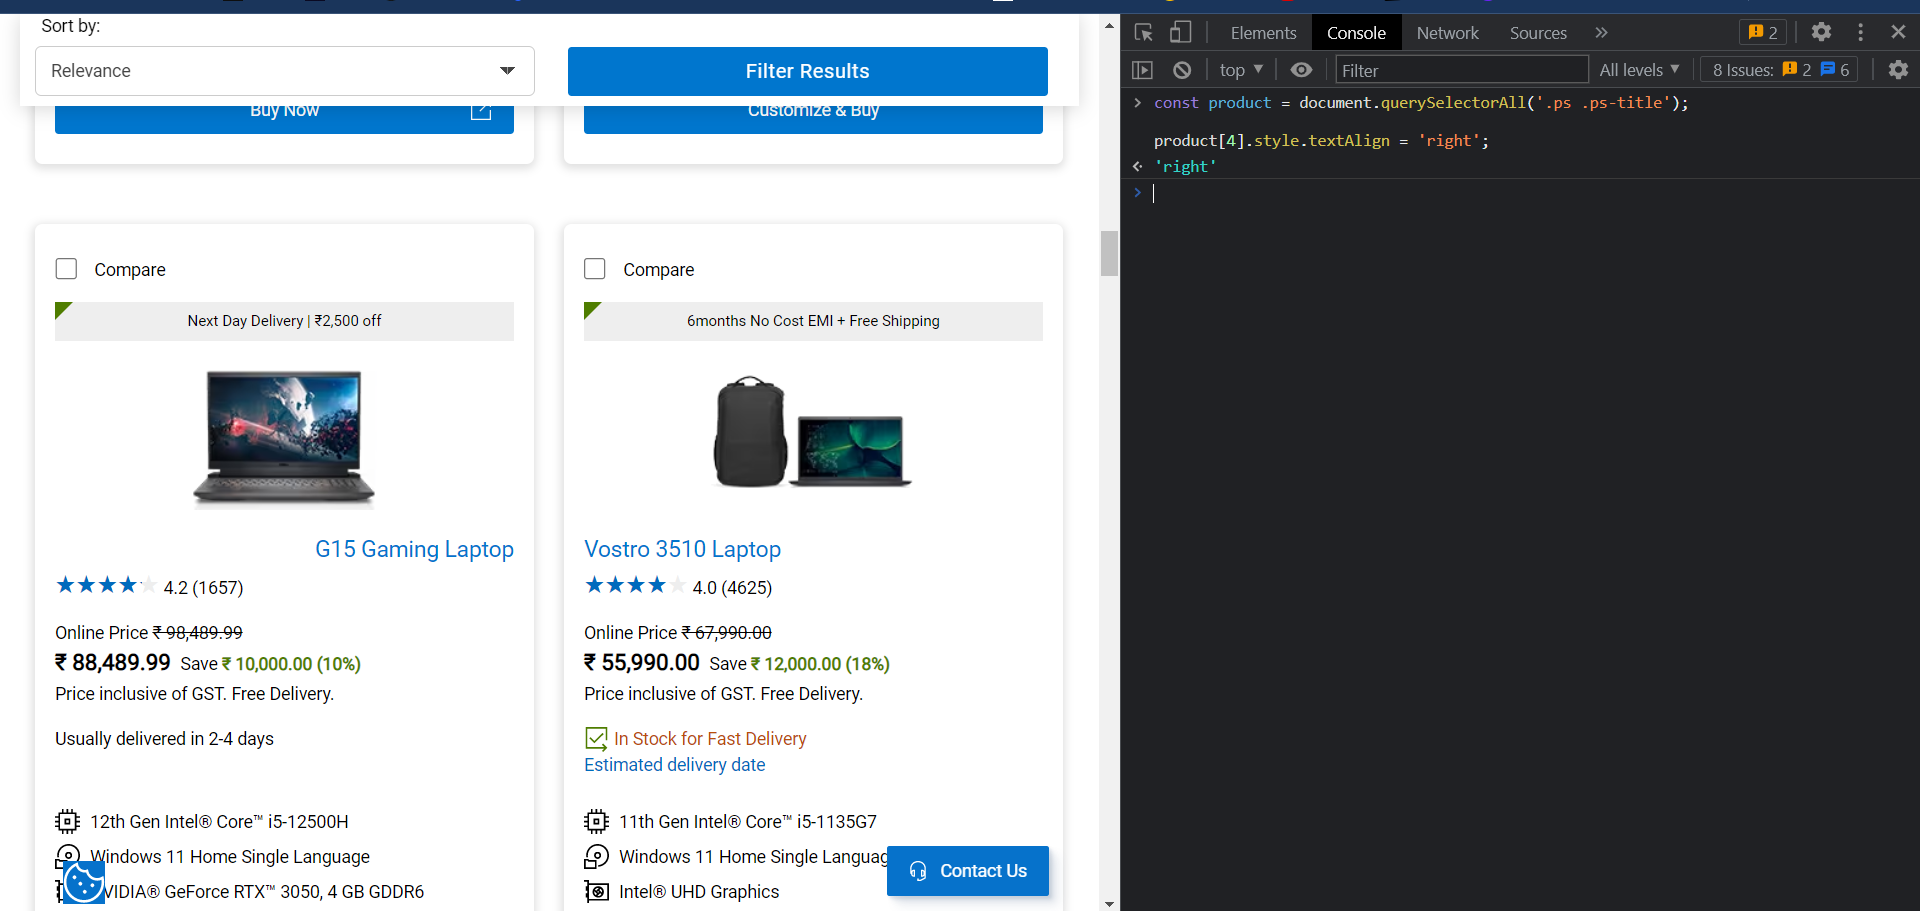 Sort by:
Relevance
Filter Results
Buy Now
Customize & Buy
Compare
Next Day Delivery | ₹2,500 off
G15 Gaming Laptop
4.2 (1657)
Online Price ₹ 98,489.99
₹ 88,489.99 Save ₹ 10,000.00 (10%)
Price inclusive of GST. Free Delivery.
Usually delivered in 2-4 days
12th Gen Intel® Core™ i5-12500H
Windows 11 Home Single Language
VIDIA® GeForce RTX™ 3050, 4 GB GDDR6
Compare
6months No Cost EMI + Free Shipping
Vostro 3510 Laptop
4.0 (4625)
Online Price ₹ 67,990.00
₹ 55,990.00 Save ₹ 12,000.00 (18%)
Price inclusive of GST. Free Delivery.
In Stock for Fast Delivery
Estimated delivery date
11th Gen Intel® Core™ i5-1135G7
Windows 11 Home Single Languag
Intel® UHD Graphics
Contact Us
Elements Console Network Sources » 2
top Filter All levels 8 Issues: 2 6
const product = document.querySelectorAll('.ps .ps-title');
product[4].style.textAlign = 'right';
'right'